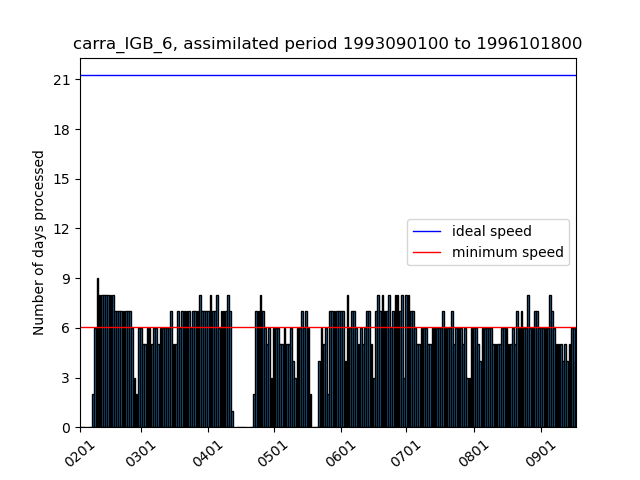 carra_IGB_6, assimilated period 1993090100 to 1996101800
Number of days processed
21
18
15
12
9
6
3
0
ideal speed
minimum speed
0201 0301 0401 0501 0601 0701 0801 0901